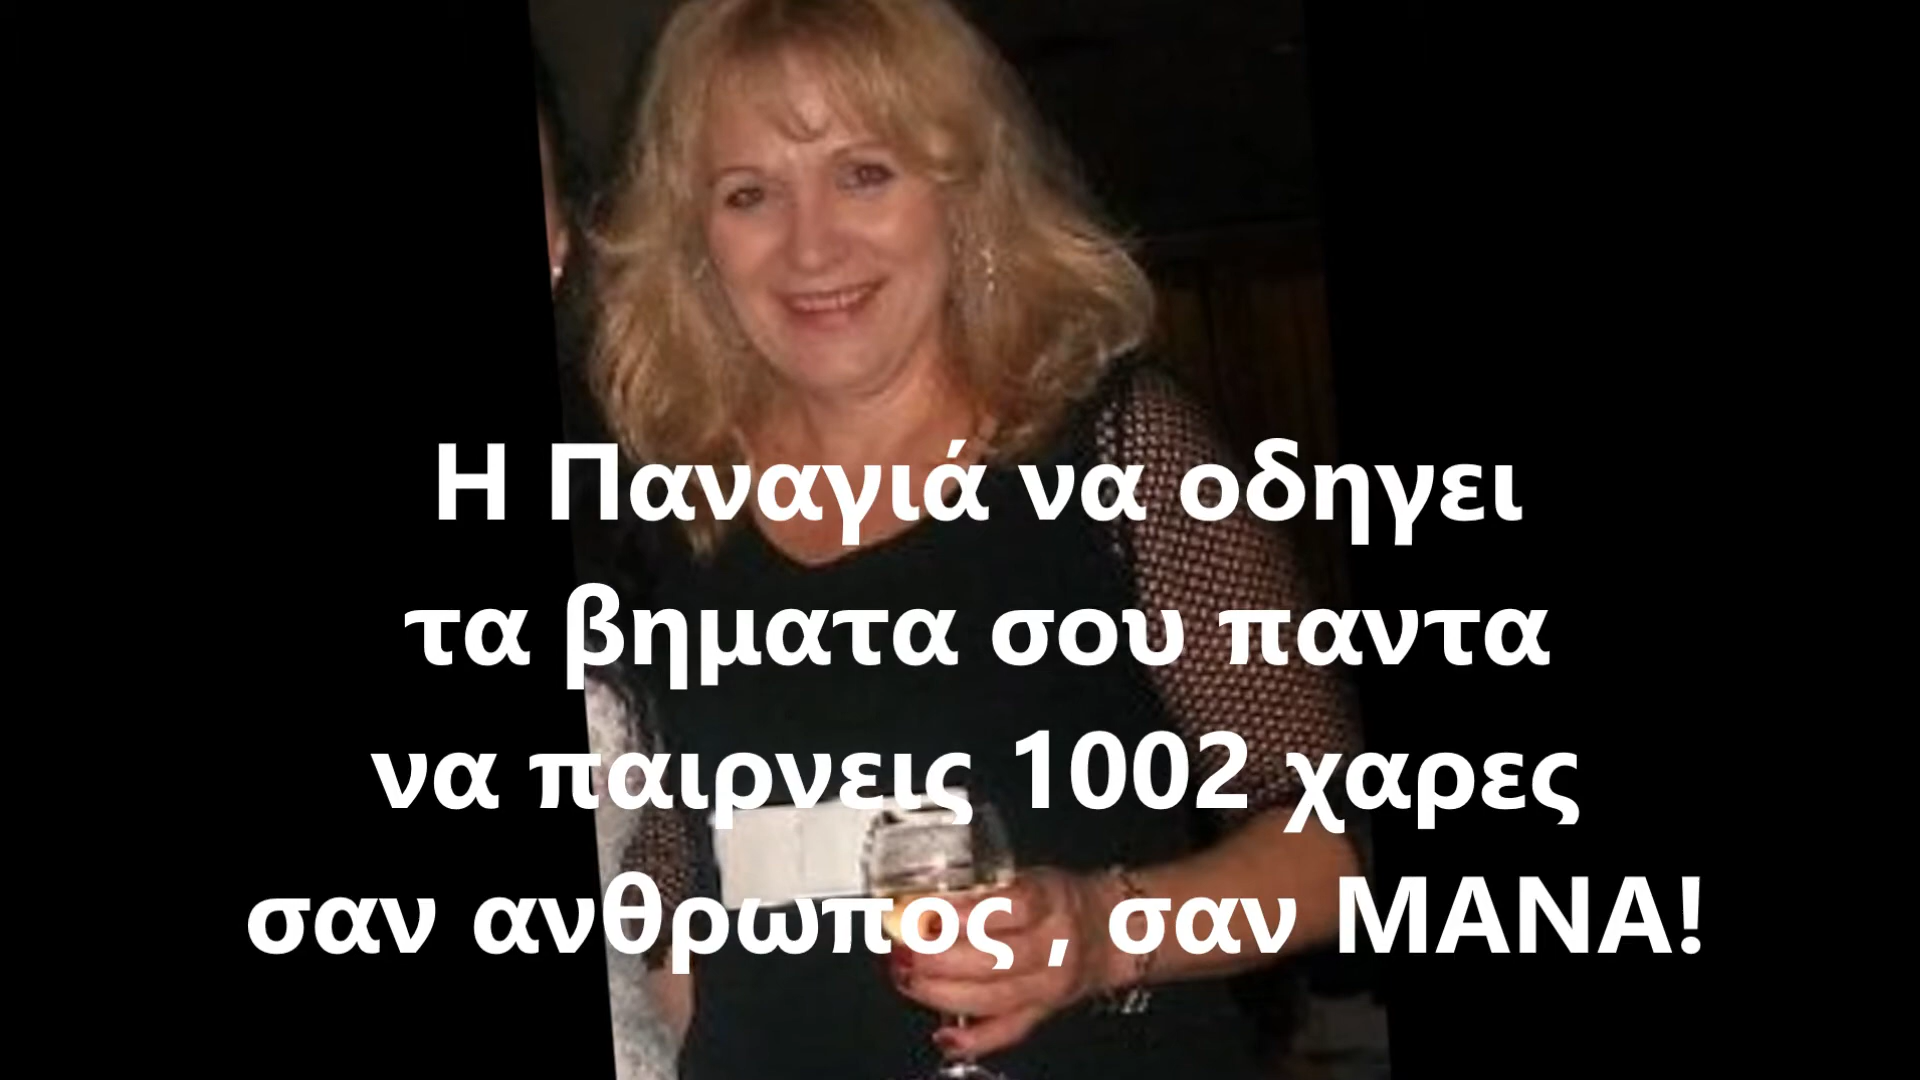 Η Παναγιά να οδηγει
τα βηματα σου παντα
να παιρνεις 1002 χαρες
σαν ανθρωπος , σαν ΜΑΝΑ!